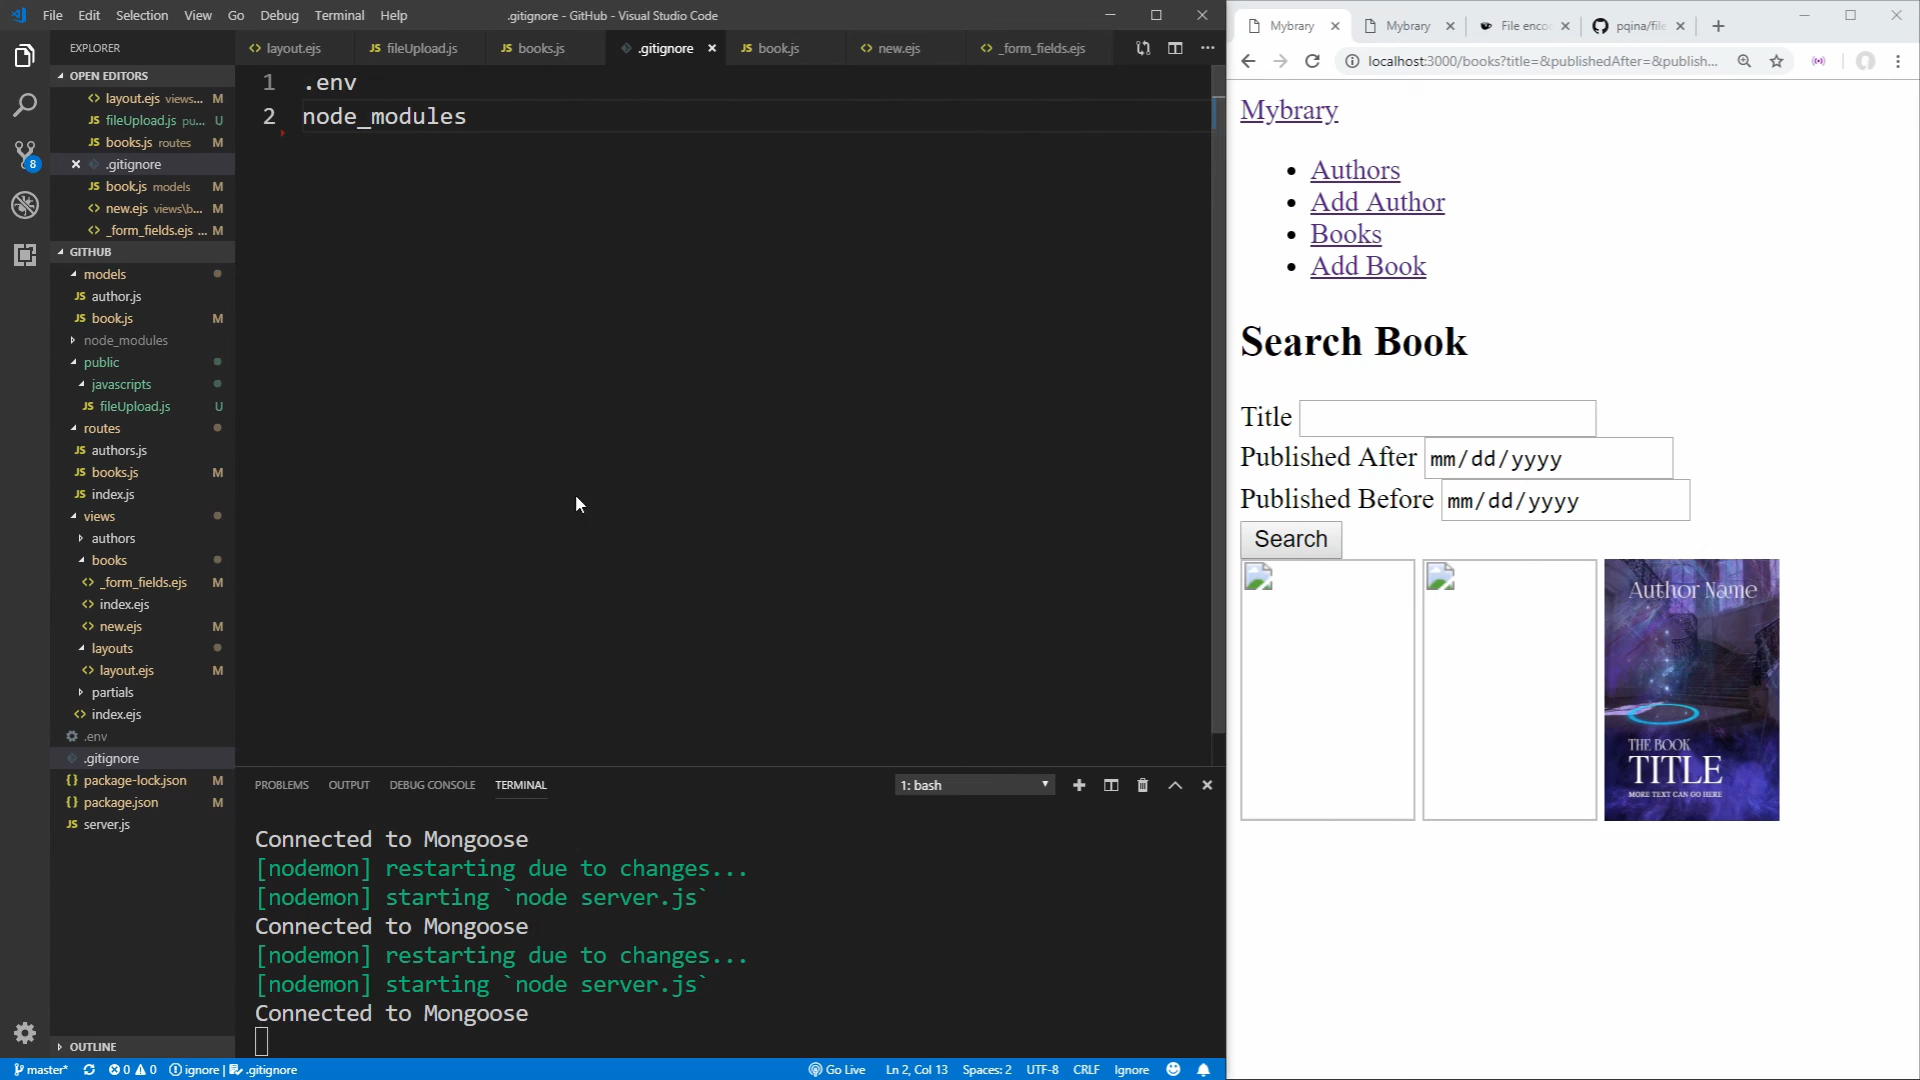 File Edit Selection View Go Debug Terminal Help
.gitignore - GitHub - Visual Studio Code
EXPLORER
OPEN EDITORS
layout.ejs views... M
fileUpload.js pu... U
books.js routes M
.gitignore
book.js models M
new.ejs views\b... M
_form_fields.ejs ... M
GITHUB
models
author.js
book.js M
node_modules
public
javascripts
fileUpload.js U
routes
authors.js
books.js M
index.js
views
authors
books
_form_fields.ejs M
index.ejs
new.ejs M
layouts
layout.ejs M
partials
index.ejs
.env
.gitignore
package-lock.json M
package.json M
server.js
OUTLINE
layout.ejs fileUpload.js books.js .gitignore book.js new.ejs _form_fields.ejs
1 .env
2 node_modules
PROBLEMS OUTPUT DEBUG CONSOLE TERMINAL
1: bash
Connected to Mongoose
[nodemon] restarting due to changes...
[nodemon] starting `node server.js`
Connected to Mongoose
[nodemon] restarting due to changes...
[nodemon] starting `node server.js`
Connected to Mongoose
8
master* 0 0 ignore | .gitignore
Go Live Ln 2, Col 13 Spaces: 2 UTF-8 CRLF Ignore
Mybrary Mybrary File enco pqina/file
localhost:3000/books?title=&publishedAfter=&publish...
Mybrary
Authors
Add Author
Books
Add Book
Search Book
Title
Published After mm/dd/yyyy
Published Before mm/dd/yyyy
Search
Author Name
THE BOOK
TITLE
MORE TEXT CAN GO HERE